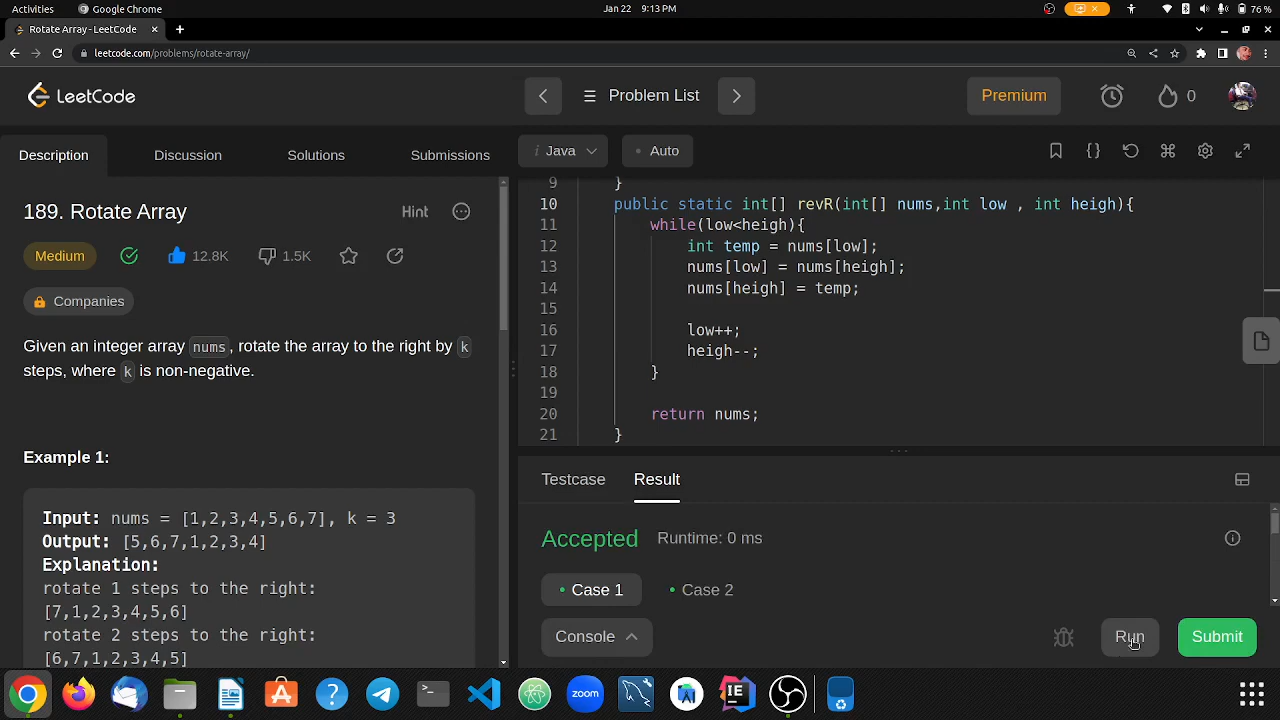 Activities Google Chrome Jan 22 9:13 PM 76 %
Rotate Array - LeetCode
leetcode.com/problems/rotate-array/
LeetCode Problem List Premium 0
Description Discussion Solutions Submissions
i Java Auto
189. Rotate Array Hint
Medium 12.8K 1.5K
Companies
Given an integer array nums, rotate the array to the right by k
steps, where k is non-negative.
Example 1:
Input: nums = [1,2,3,4,5,6,7], k = 3
Output: [5,6,7,1,2,3,4]
Explanation:
rotate 1 steps to the right:
[7,1,2,3,4,5,6]
rotate 2 steps to the right:
[6,7,1,2,3,4,5]
9 }
10 public static int[] revR(int[] nums,int low , int heigh){
11 while(low<heigh){
12 int temp = nums[low];
13 nums[low] = nums[heigh];
14 nums[heigh] = temp;
15
16 low++;
17 heigh--;
18 }
19
20 return nums;
21 }
Testcase Result
Accepted Runtime: 0 ms
Case 1 Case 2
Console Run Submit
zoom
IE